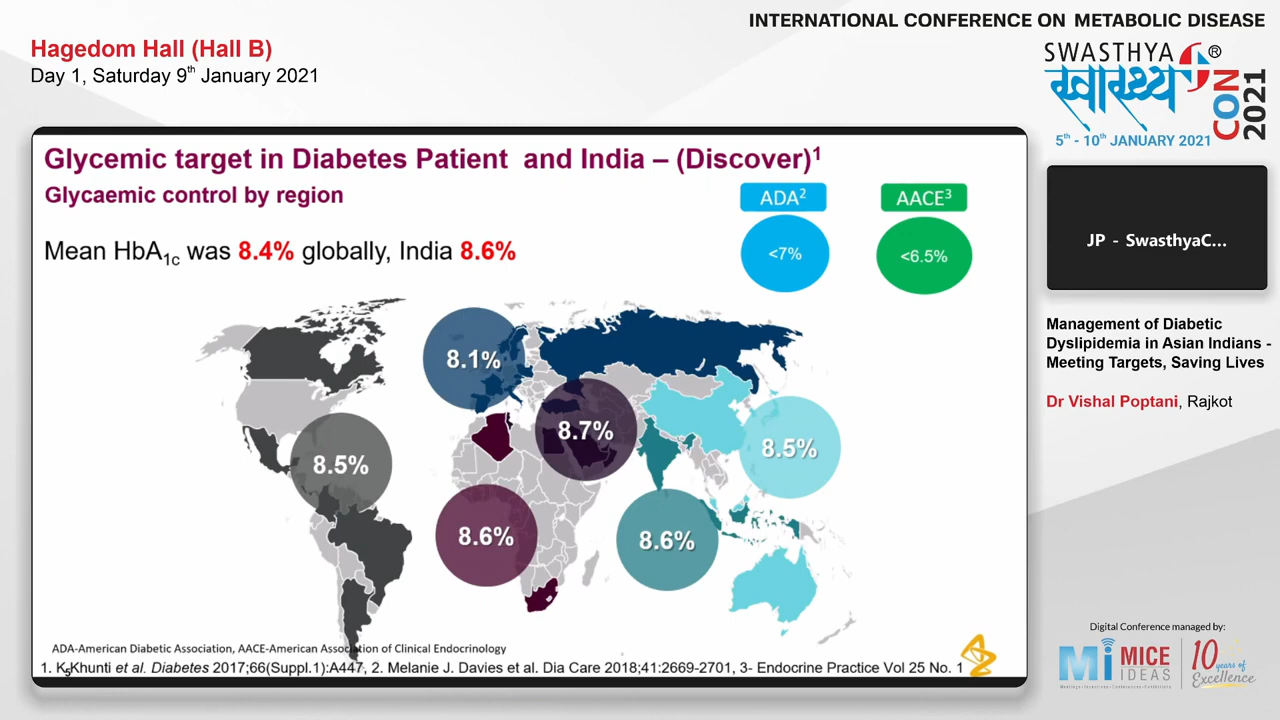 INTERNATIONAL CONFERENCE ON METABOLIC DISEASE
Hagedom Hall (Hall B)
Day 1, Saturday 9th January 2021
SWASTHYA ®
स्वास्थ्य
CON
2021
5th - 10th JANUARY 2021
Glycemic target in Diabetes Patient and India – (Discover)1
Glycaemic control by region
ADA2
AACE3
Mean HbA1c was 8.4% globally, India 8.6%
<7%
<6.5%
8.1%
8.7%
8.5%
8.5%
8.6%
8.6%
ADA-American Diabetic Association, AACE-American Association of Clinical Endocrinology
1. K Khunti et al. Diabetes 2017;66(Suppl.1):A447, 2. Melanie J. Davies et al. Dia Care 2018;41:2669-2701, 3- Endocrine Practice Vol 25 No. 1
JP - SwasthyaC...
Management of Diabetic
Dyslipidemia in Asian Indians -
Meeting Targets, Saving Lives
Dr Vishal Poptani, Rajkot
Digital Conference managed by:
Mi MICE
IDEAS
10 years of
Excellence